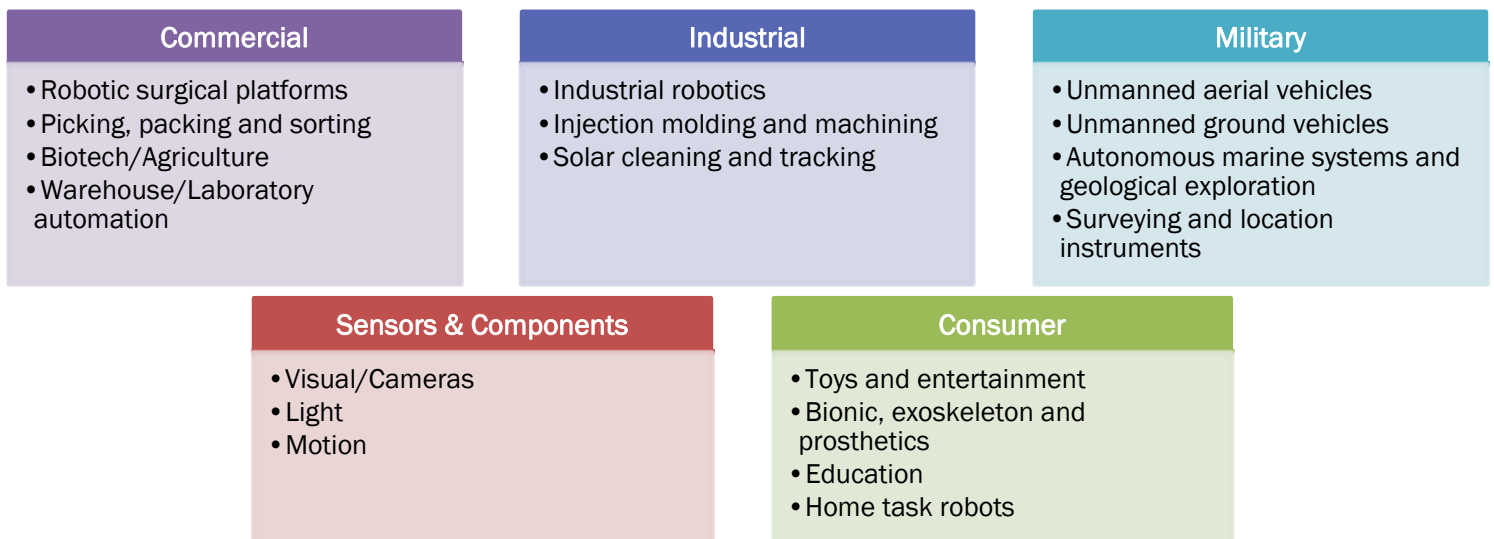 Commercial
•Robotic surgical platforms
•Picking, packing and sorting
•Biotech/Agriculture
•Warehouse/Laboratory
automation
Industrial
•Industrial robotics
•Injection molding and machining
•Solar cleaning and tracking
Military
•Unmanned aerial vehicles
•Unmanned ground vehicles
•Autonomous marine systems and
geological exploration
•Surveying and location
instruments
Sensors & Components
•Visual/Cameras
•Light
•Motion
Consumer
•Toys and entertainment
•Bionic, exoskeleton and
prosthetics
•Education
•Home task robots